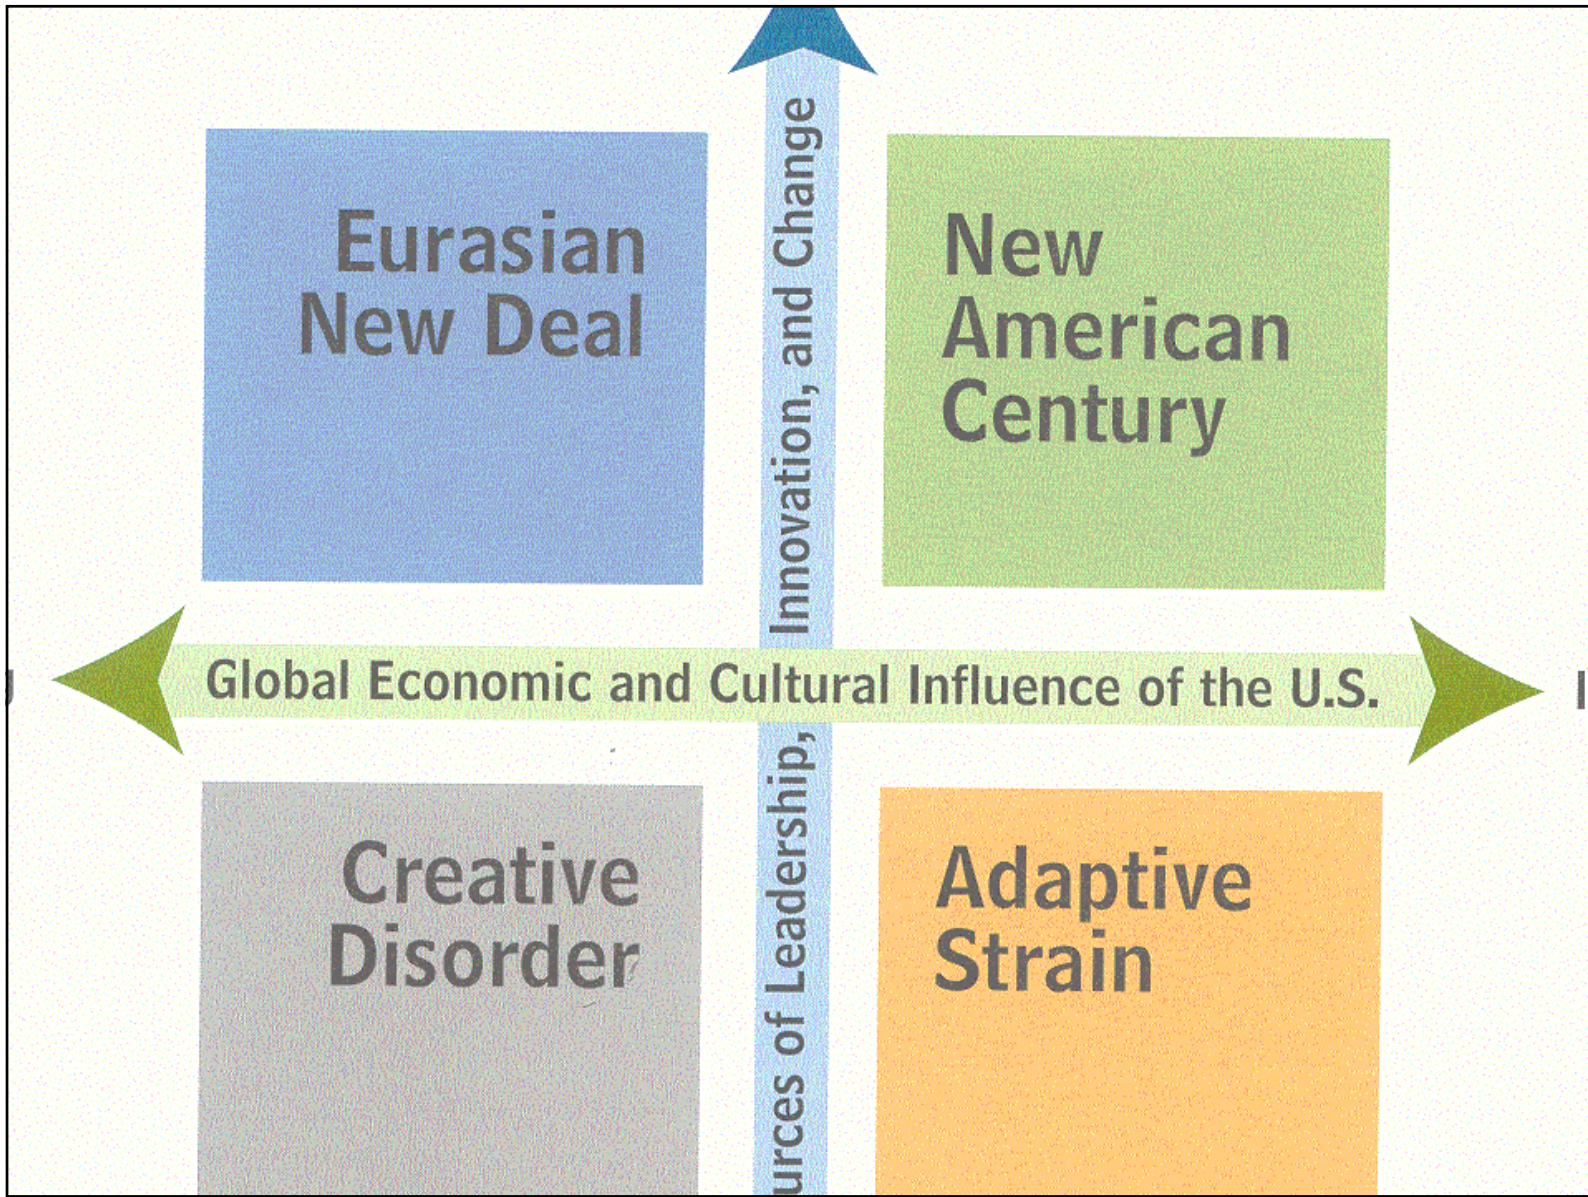 Eurasian
New Deal
New
American
Century
Innovation, and Change
Global Economic and Cultural Influence of the U.S.
of Leadership,
Creative
Disorder
Adaptive
Strain